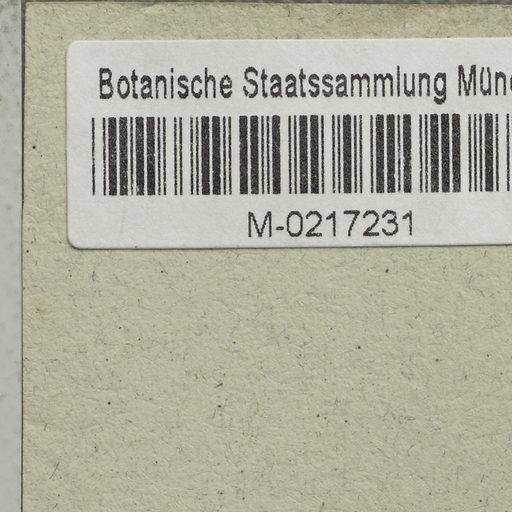 Botanische Staatssammlung Mün
M-0217231